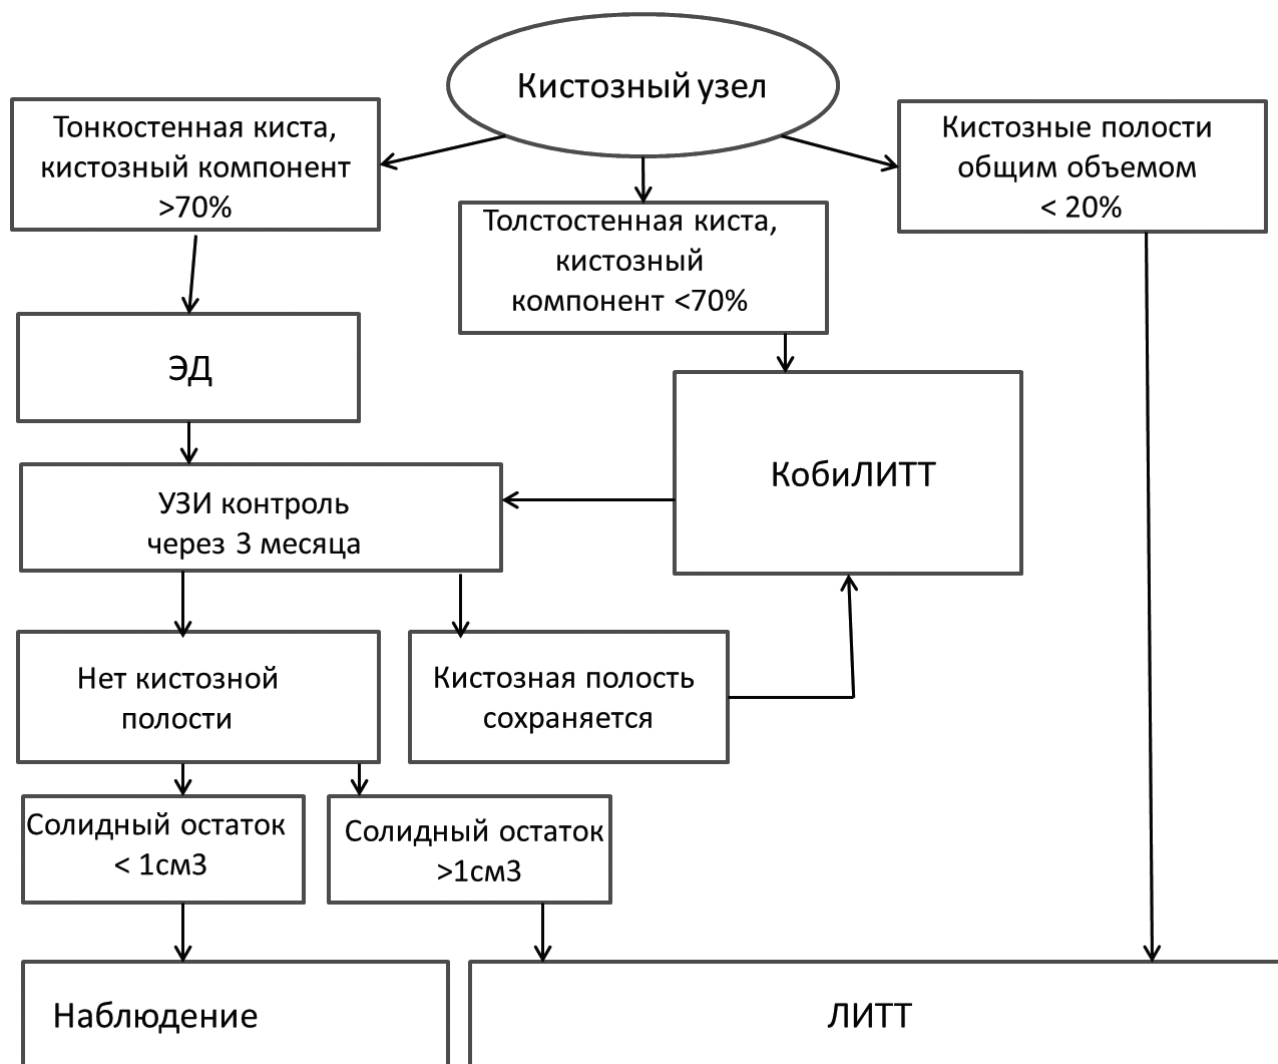 Кистозный узел
Тонкостенная киста,
кистозный компонент
>70%
Толстостенная киста,
кистозный
компонент <70%
Кистозные полости
общим объемом
< 20%
ЭД
КобиЛИТТ
УЗИ контроль
через 3 месяца
Нет кистозной
полости
Кистозная полость
сохраняется
Солидный остаток
< 1см3
Солидный остаток
>1см3
Наблюдение
ЛИТТ